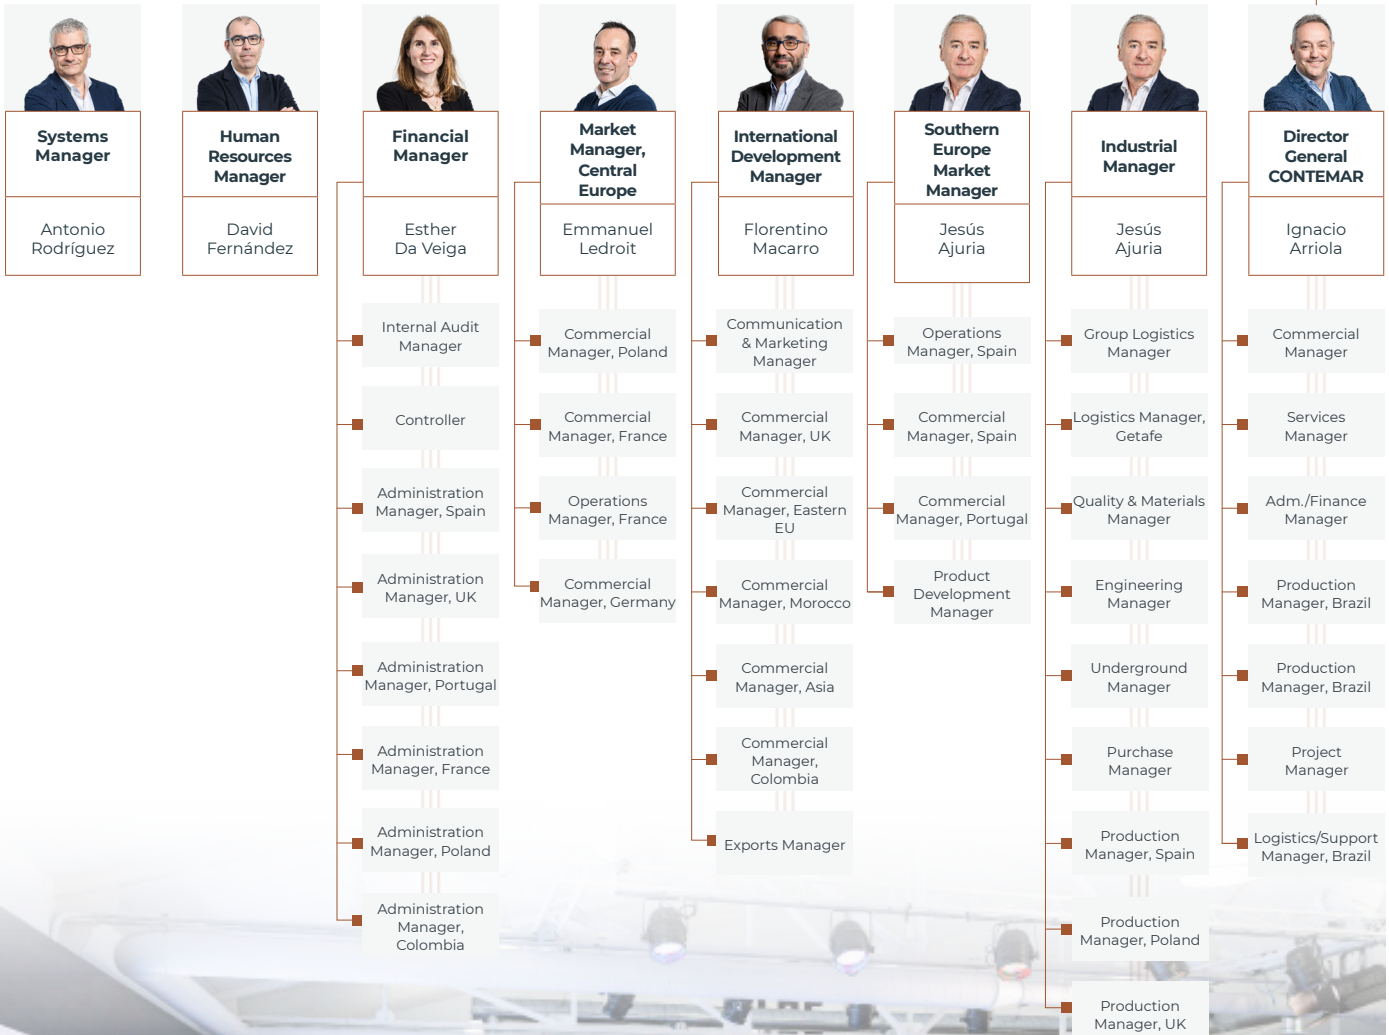 Systems
Manager
Antonio
Rodríguez
Human
Resources
Manager
David
Fernández
Financial
Manager
Esther
Da Veiga
Internal Audit
Manager
Controller
Administration
Manager, Spain
Administration
Manager, UK
Administration
Manager, Portugal
Administration
Manager, France
Administration
Manager, Poland
Administration
Manager,
Colombia
Market
Manager,
Central
Europe
Emmanuel
Ledroit
Commercial
Manager, Poland
Commercial
Manager, France
Operations
Manager, France
Commercial
Manager, Germany
International
Development
Manager
Florentino
Macarro
Communication
& Marketing
Manager
Commercial
Manager, UK
Commercial
Manager, Eastern
EU
Commercial
Manager, Morocco
Commercial
Manager, Asia
Commercial
Manager,
Colombia
Exports Manager
Southern
Europe
Market
Manager
Jesús
Ajuria
Operations
Manager, Spain
Commercial
Manager, Spain
Commercial
Manager, Portugal
Product
Development
Manager
Industrial
Manager
Jesús
Ajuria
Group Logistics
Manager
Logistics Manager,
Getafe
Quality & Materials
Manager
Engineering
Manager
Underground
Manager
Purchase
Manager
Production
Manager, Spain
Production
Manager, Poland
Production
Manager, UK
Director
General
CONTEMAR
Ignacio
Arriola
Commercial
Manager
Services
Manager
Adm./Finance
Manager
Production
Manager, Brazil
Production
Manager, Brazil
Project
Manager
Logistics/Support
Manager, Brazil